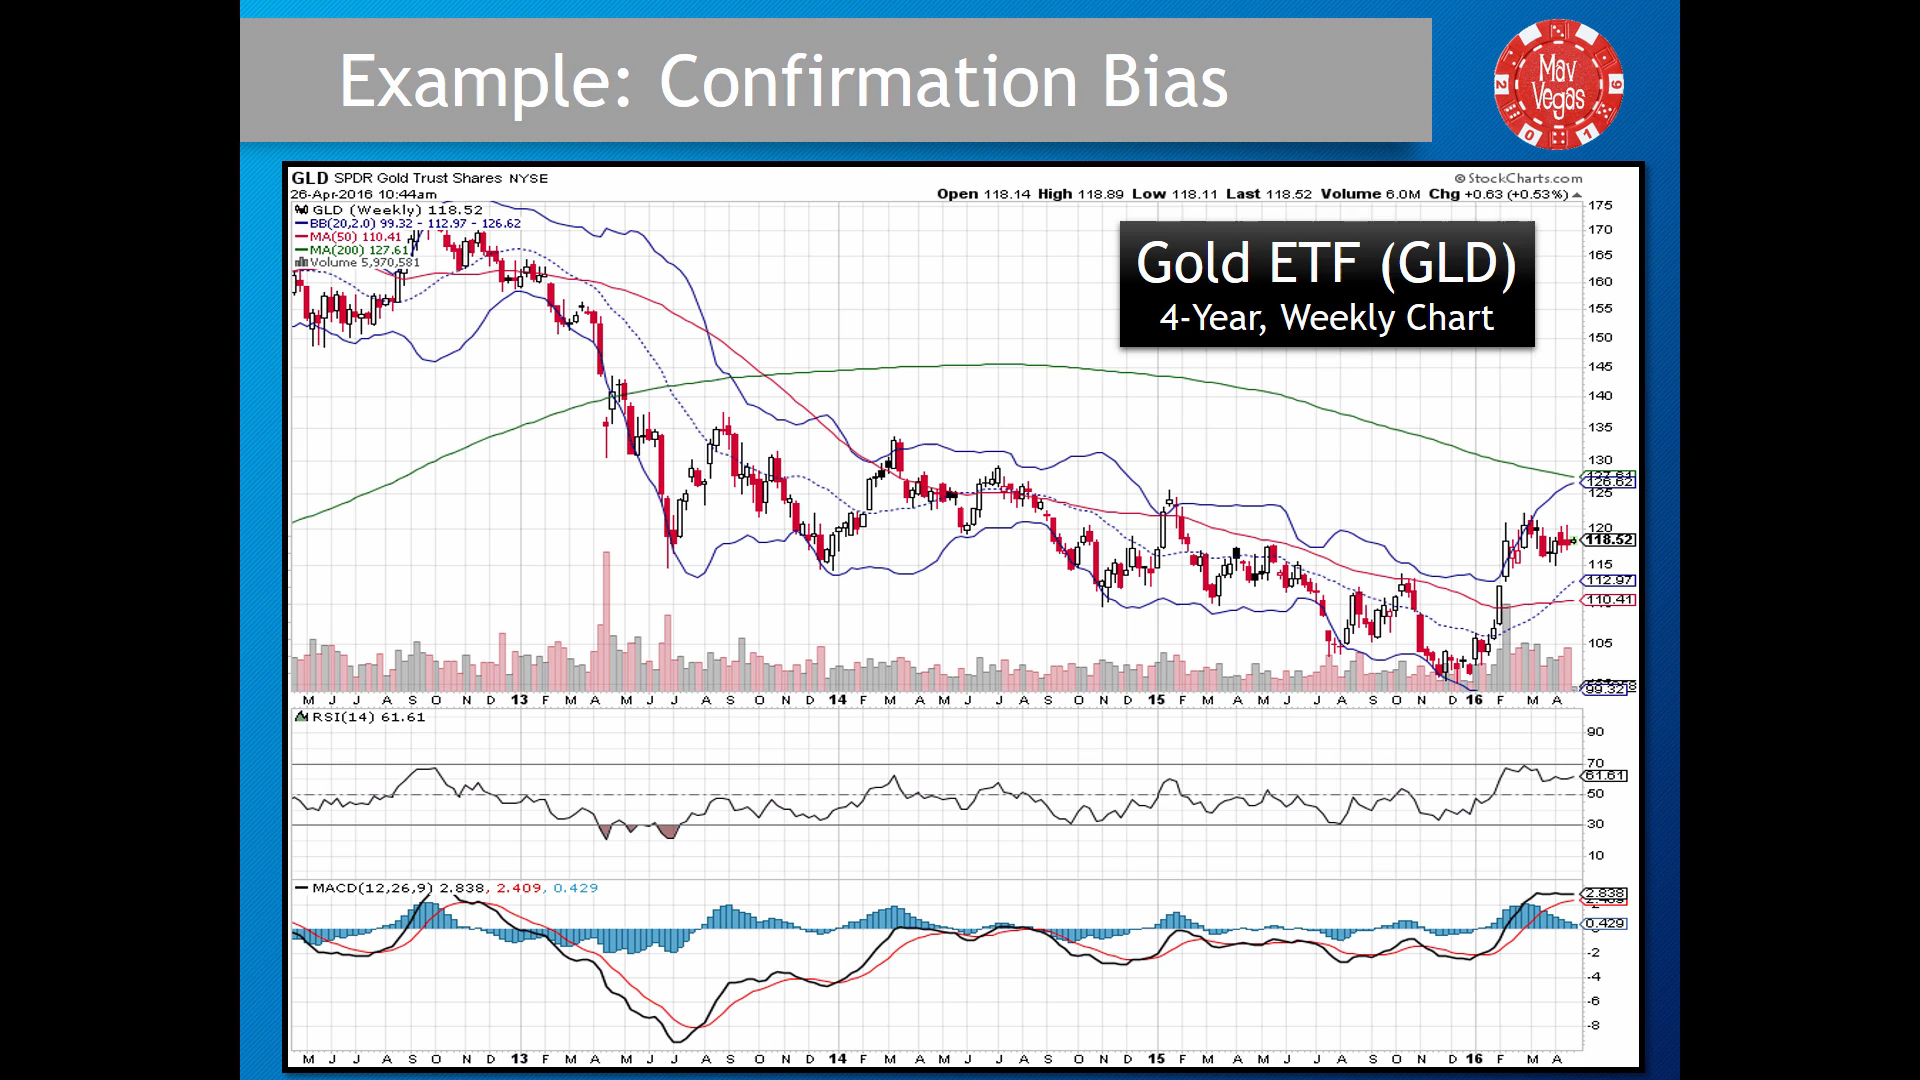 Example: Confirmation Bias
Mav
Vegas
2 0 1 6
GLD SPDR Gold Trust Shares NYSE
© StockCharts.com
26-Apr-2016 10:44am
Open 118.14 High 118.89 Low 118.11 Last 118.52 Volume 6.0M Chg +0.63 (+0.53%)
GLD (Weekly) 118.52
BB(20,2.0) 99.32 - 112.97 - 126.62
MA(50) 110.41
MA(200) 127.61
Volume 5,970,581
Gold ETF (GLD)
4-Year, Weekly Chart
175
170
165
160
155
150
145
140
135
130
126.62
125
120
118.52
115
112.97
110.41
105
99.32
M J J A S O N D 13 F M A M J J A S O N D 14 F M A M J J A S O N D 15 F M A M J J A S O N D 16 F M A
RSI(14) 61.61
90
70
61.61
50
30
10
MACD(12,26,9) 2.838, 2.409, 0.429
2.838
0.429
-2
-4
-6
-8
M J J A S O N D 13 F M A M J J A S O N D 14 F M A M J J A S O N D 15 F M A M J J A S O N D 16 F M A